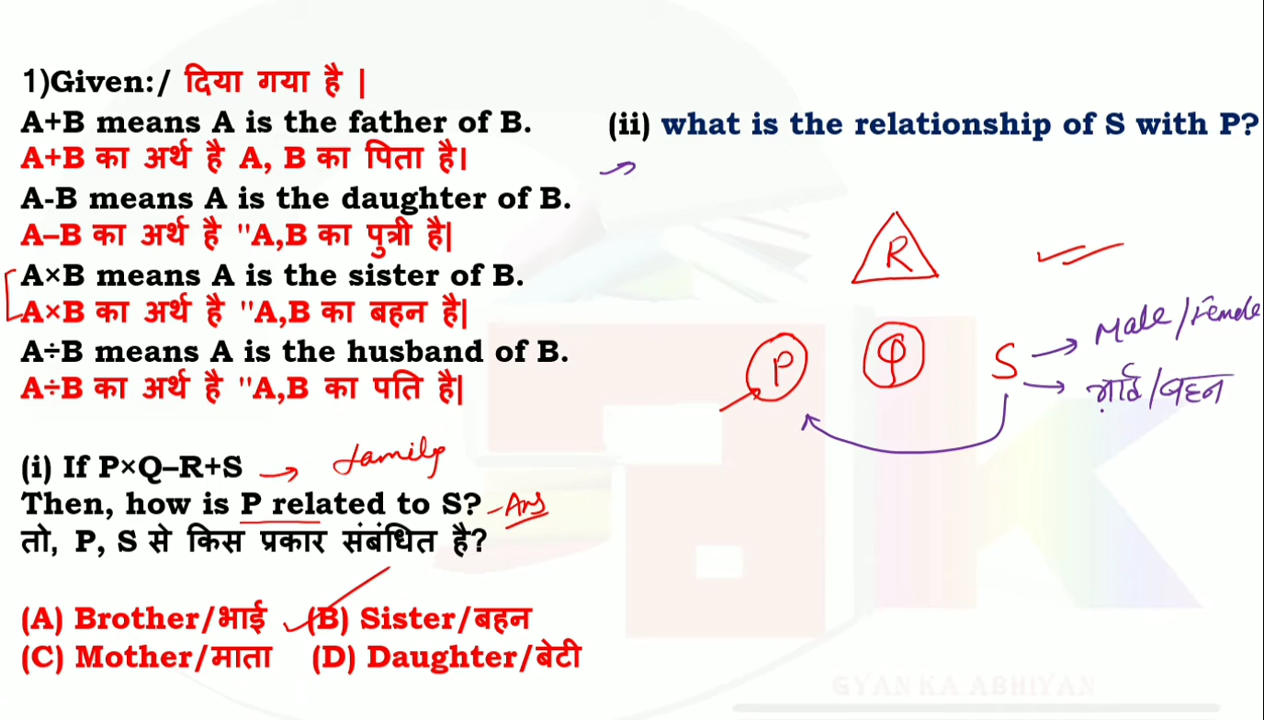 1)Given:/ दिया गया है |
A+B means A is the father of B.
A+B का अर्थ है A, B का पिता है।
A-B means A is the daughter of B.
A–B का अर्थ है "A,B का पुत्री है|
A×B means A is the sister of B.
A×B का अर्थ है "A,B का बहन है|
A÷B means A is the husband of B.
A÷B का अर्थ है "A,B का पति है|
(i) If P×Q–R+S → family
Then, how is P related to S? - Ans
तो, P, S से किस प्रकार संबंधित है?
(A) Brother/भाई (B) Sister/बहन
(C) Mother/माता (D) Daughter/बेटी
(ii) what is the relationship of S with P?
R
P Q S → Male/Female
→ भाई/बहन
GYAN KA ABHIYAN